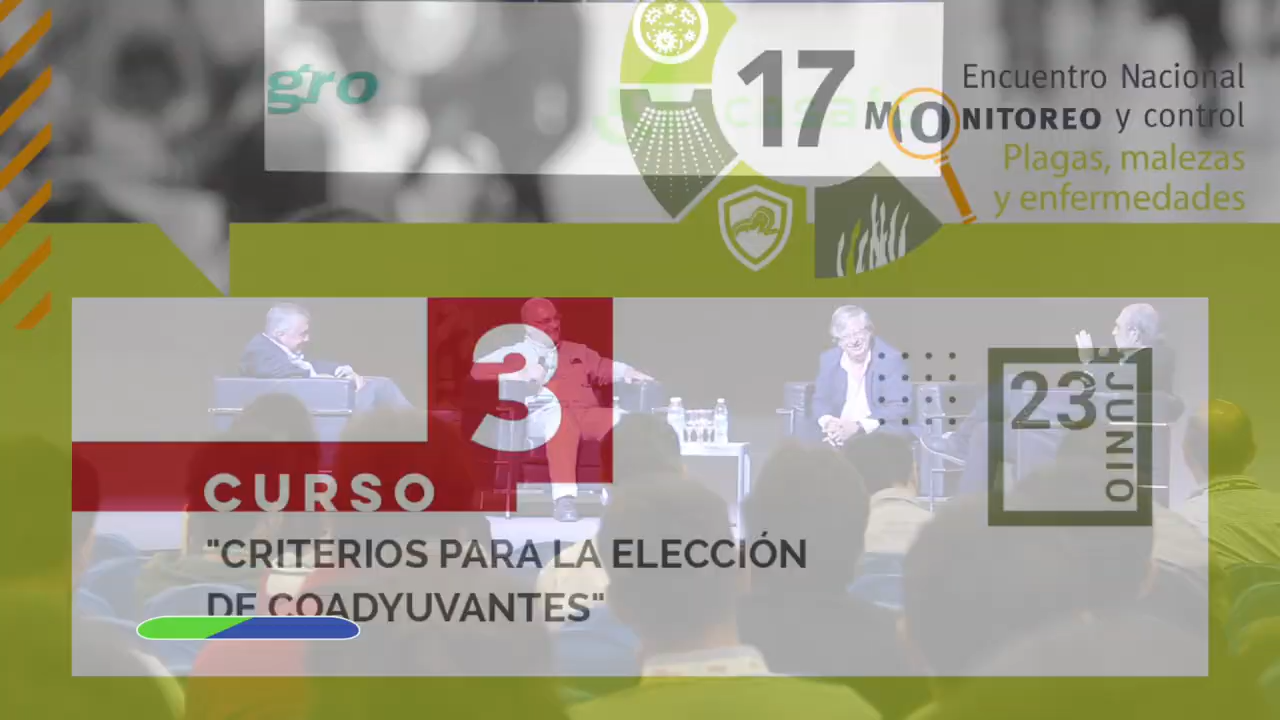 gro
17
Encuentro Nacional
MONITOREO y control
Plagas, malezas
y enfermedades
3
CURSO
23
JUNIO
"CRITERIOS PARA LA ELECCIÓN
DE COADYUVANTES"